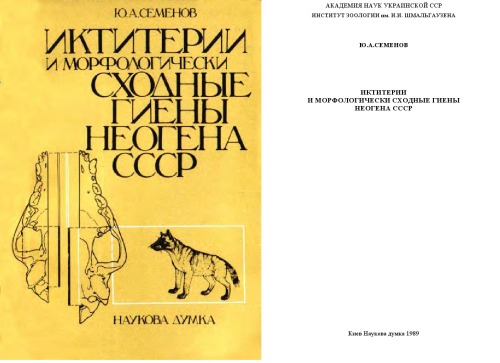 Ю.А.СЕМЕНОВ
ИКТИТЕРИИ
И МОРФОЛОГИЧЕСКИ
СХОДНЫЕ
ГИЕНЫ
НЕОГЕНА
СССР
НАУКОВА ДУМКА
АКАДЕМИЯ НАУК УКРАИНСКОЙ ССР
ИНСТИТУТ ЗООЛОГИИ им. И.И. ШМАЛЬГАУЗЕНА
Ю.А.СЕМЕНОВ
ИКТИТЕРИИ
И МОРФОЛОГИЧЕСКИ СХОДНЫЕ ГИЕНЫ
НЕОГЕНА СССР
Киев Наукова думка 1989